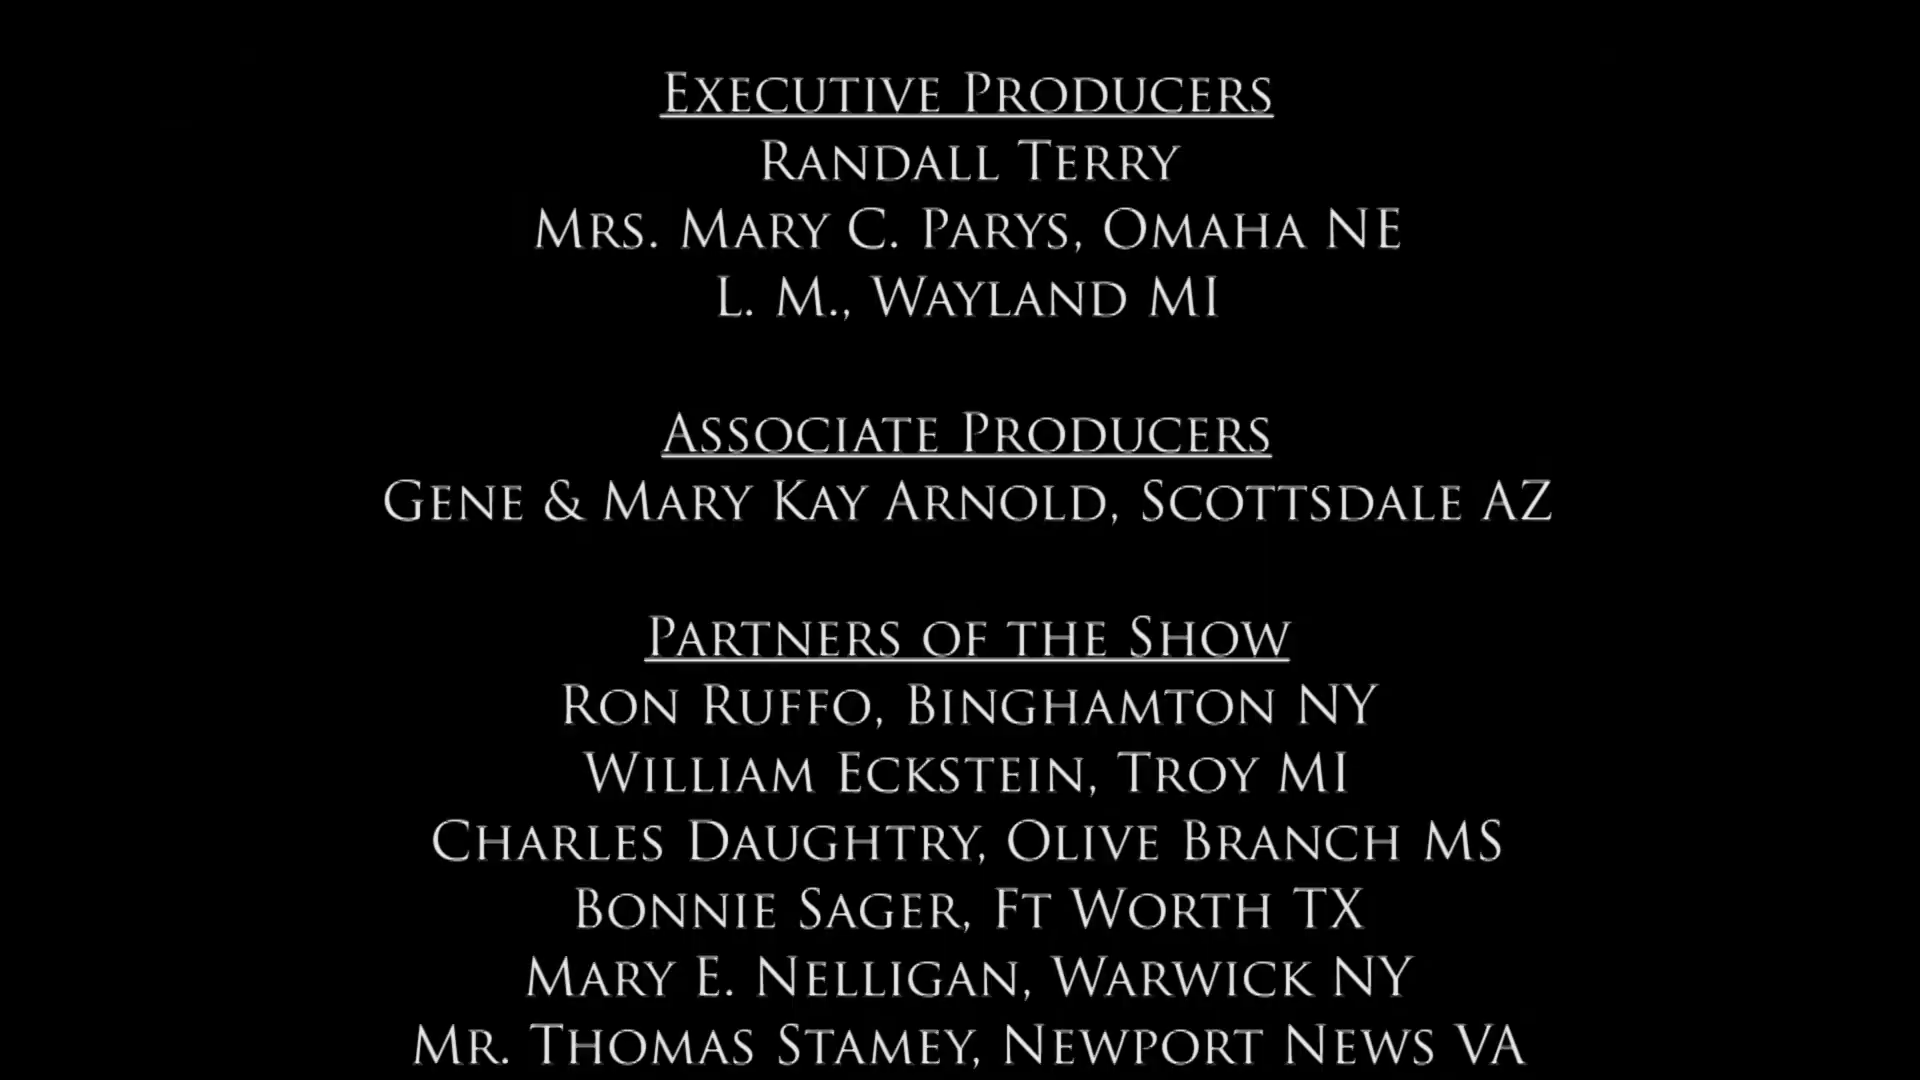 Executive Producers
Randall Terry
Mrs. Mary C. Parys, Omaha NE
L. M., Wayland MI
Associate Producers
Gene & Mary Kay Arnold, Scottsdale AZ
Partners of the Show
Ron Ruffo, Binghamton NY
William Eckstein, Troy MI
Charles Daughtry, Olive Branch MS
Bonnie Sager, Ft Worth TX
Mary E. Nelligan, Warwick NY
Mr. Thomas Stamey, Newport News VA